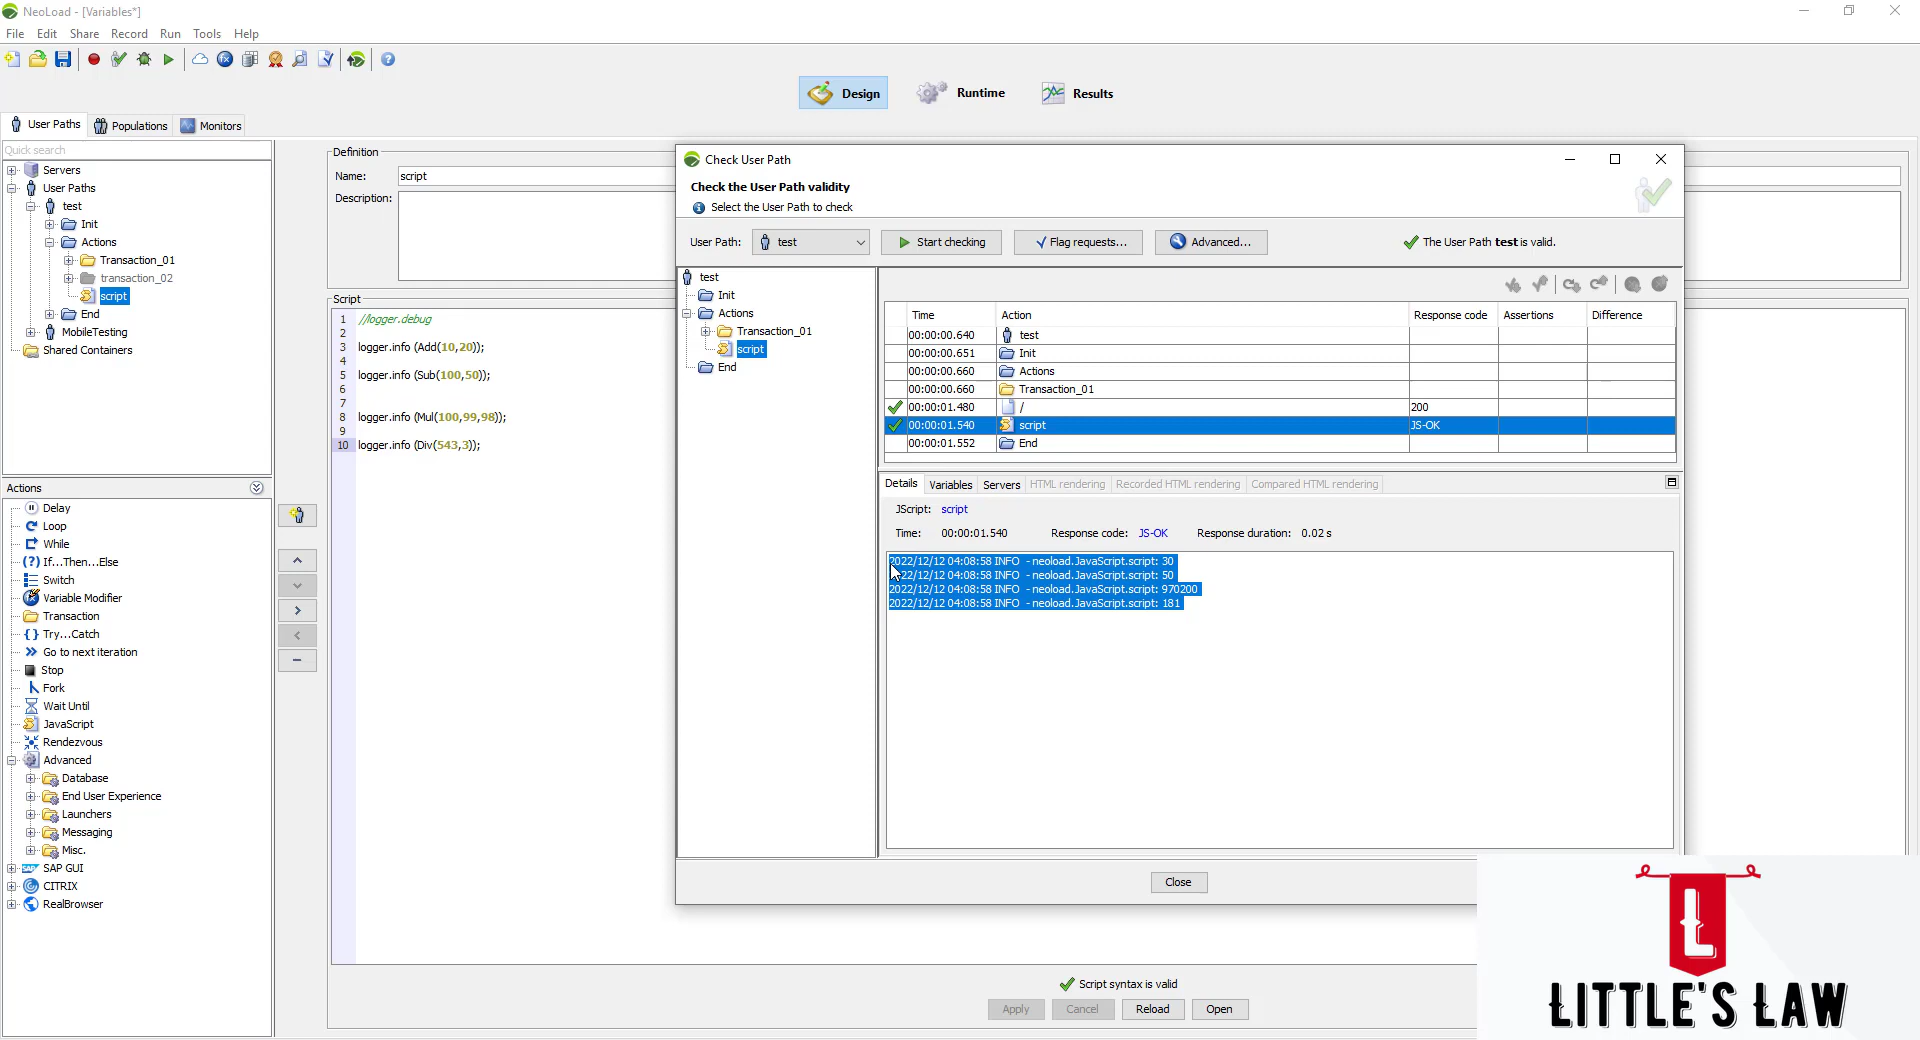 NeoLoad - [Variables*]
File Edit Share Record Run Tools Help
Design Runtime Results
User Paths Populations Monitors
Quick search
Servers
User Paths
test
Init
Actions
Transaction_01
transaction_02
script
End
MobileTesting
Shared Containers
Actions
Delay
Loop
While
If...Then...Else
Switch
Variable Modifier
Transaction
Try...Catch
Go to next iteration
Stop
Fork
Wait Until
JavaScript
Rendezvous
Advanced
Database
End User Experience
Launchers
Messaging
Misc.
SAP GUI
CITRIX
RealBrowser
Definition
Name: script
Description:
Script
1 //logger.debug
2
3 logger.info (Add(10,20));
4
5 logger.info (Sub(100,50));
6
7
8 logger.info (Mul(100,99,98));
9
10 logger.info (Div(543,3));
Check User Path
Check the User Path validity
Select the User Path to check
User Path: test Start checking Flag requests... Advanced... The User Path test is valid.
test
Init
Actions
Transaction_01
script
End
Time Action Response code Assertions Difference
00:00:00.640 test
00:00:00.651 Init
00:00:00.660 Actions
00:00:00.660 Transaction_01
00:00:01.480 / 200
00:00:01.540 script JS-OK
00:00:01.552 End
Details Variables Servers HTML rendering Recorded HTML rendering Compared HTML rendering
JScript: script
Time: 00:00:01.540 Response code: JS-OK Response duration: 0.02 s
2022/12/12 04:08:58 INFO - neoload.JavaScript.script: 30
2022/12/12 04:08:58 INFO - neoload.JavaScript.script: 50
2022/12/12 04:08:58 INFO - neoload.JavaScript.script: 970200
2022/12/12 04:08:58 INFO - neoload.JavaScript.script: 181
Close
Script syntax is valid
Apply Cancel Reload Open
L
LITTLE'S LAW